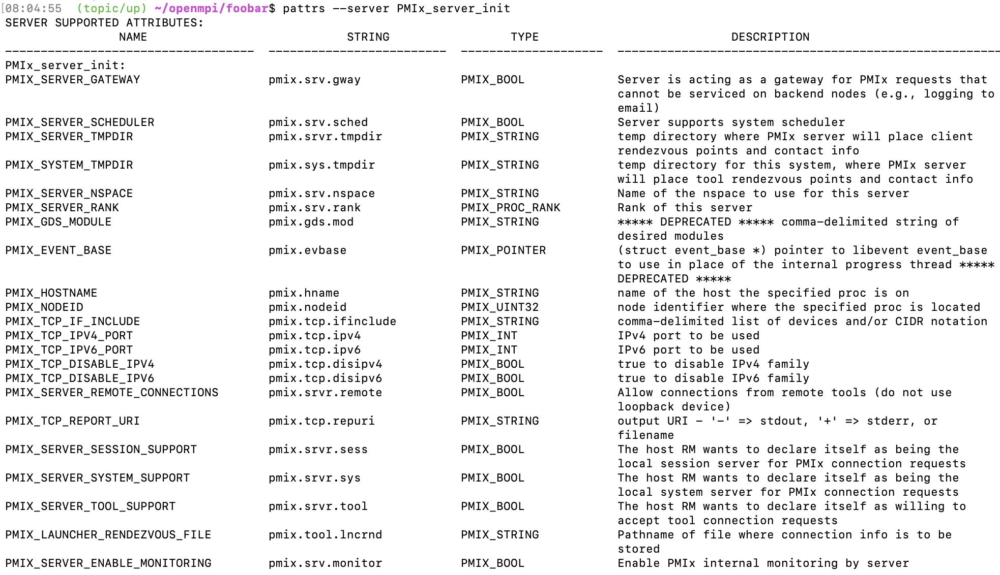 [08:04:55  (topic/up) ~/openmpi/foobar$ pattrs --server PMIx_server_init
SERVER SUPPORTED ATTRIBUTES:
                NAME                            STRING                 TYPE                           DESCRIPTION
-----------------------------------  -------------------------  --------------------  ------------------------------------------------------
PMIx_server_init:
PMIX_SERVER_GATEWAY                  pmix.srv.gway              PMIX_BOOL             Server is acting as a gateway for PMIx requests that
                                                                                      cannot be serviced on backend nodes (e.g., logging to
                                                                                      email)
PMIX_SERVER_SCHEDULER                pmix.srv.sched             PMIX_BOOL             Server supports system scheduler
PMIX_SERVER_TMPDIR                   pmix.srvr.tmpdir           PMIX_STRING           temp directory where PMIx server will place client
                                                                                      rendezvous points and contact info
PMIX_SYSTEM_TMPDIR                   pmix.sys.tmpdir            PMIX_STRING           temp directory for this system, where PMIx server
                                                                                      will place tool rendezvous points and contact info
PMIX_SERVER_NSPACE                   pmix.srv.nspace            PMIX_STRING           Name of the nspace to use for this server
PMIX_SERVER_RANK                     pmix.srv.rank              PMIX_PROC_RANK        Rank of this server
PMIX_GDS_MODULE                      pmix.gds.mod               PMIX_STRING           ***** DEPRECATED ***** comma-delimited string of
                                                                                      desired modules
PMIX_EVENT_BASE                      pmix.evbase                PMIX_POINTER          (struct event_base *) pointer to libevent event_base
                                                                                      to use in place of the internal progress thread *****
                                                                                      DEPRECATED *****
PMIX_HOSTNAME                        pmix.hname                 PMIX_STRING           name of the host the specified proc is on
PMIX_NODEID                          pmix.nodeid                PMIX_UINT32           node identifier where the specified proc is located
PMIX_TCP_IF_INCLUDE                  pmix.tcp.ifinclude         PMIX_STRING           comma-delimited list of devices and/or CIDR notation
PMIX_TCP_IPV4_PORT                   pmix.tcp.ipv4              PMIX_INT              IPv4 port to be used
PMIX_TCP_IPV6_PORT                   pmix.tcp.ipv6              PMIX_INT              IPv6 port to be used
PMIX_TCP_DISABLE_IPV4                pmix.tcp.disipv4           PMIX_BOOL             true to disable IPv4 family
PMIX_TCP_DISABLE_IPV6                pmix.tcp.disipv6           PMIX_BOOL             true to disable IPv6 family
PMIX_SERVER_REMOTE_CONNECTIONS       pmix.srvr.remote           PMIX_BOOL             Allow connections from remote tools (do not use
                                                                                      loopback device)
PMIX_TCP_REPORT_URI                  pmix.tcp.repuri            PMIX_STRING           output URI - '-' => stdout, '+' => stderr, or
                                                                                      filename
PMIX_SERVER_SESSION_SUPPORT          pmix.srvr.sess             PMIX_BOOL             The host RM wants to declare itself as being the
                                                                                      local session server for PMIx connection requests
PMIX_SERVER_SYSTEM_SUPPORT           pmix.srvr.sys              PMIX_BOOL             The host RM wants to declare itself as being the
                                                                                      local system server for PMIx connection requests
PMIX_SERVER_TOOL_SUPPORT             pmix.srvr.tool             PMIX_BOOL             The host RM wants to declare itself as willing to
                                                                                      accept tool connection requests
PMIX_LAUNCHER_RENDEZVOUS_FILE        pmix.tool.lncrnd           PMIX_STRING           Pathname of file where connection info is to be
                                                                                      stored
PMIX_SERVER_ENABLE_MONITORING        pmix.srv.monitor           PMIX_BOOL             Enable PMIx internal monitoring by server